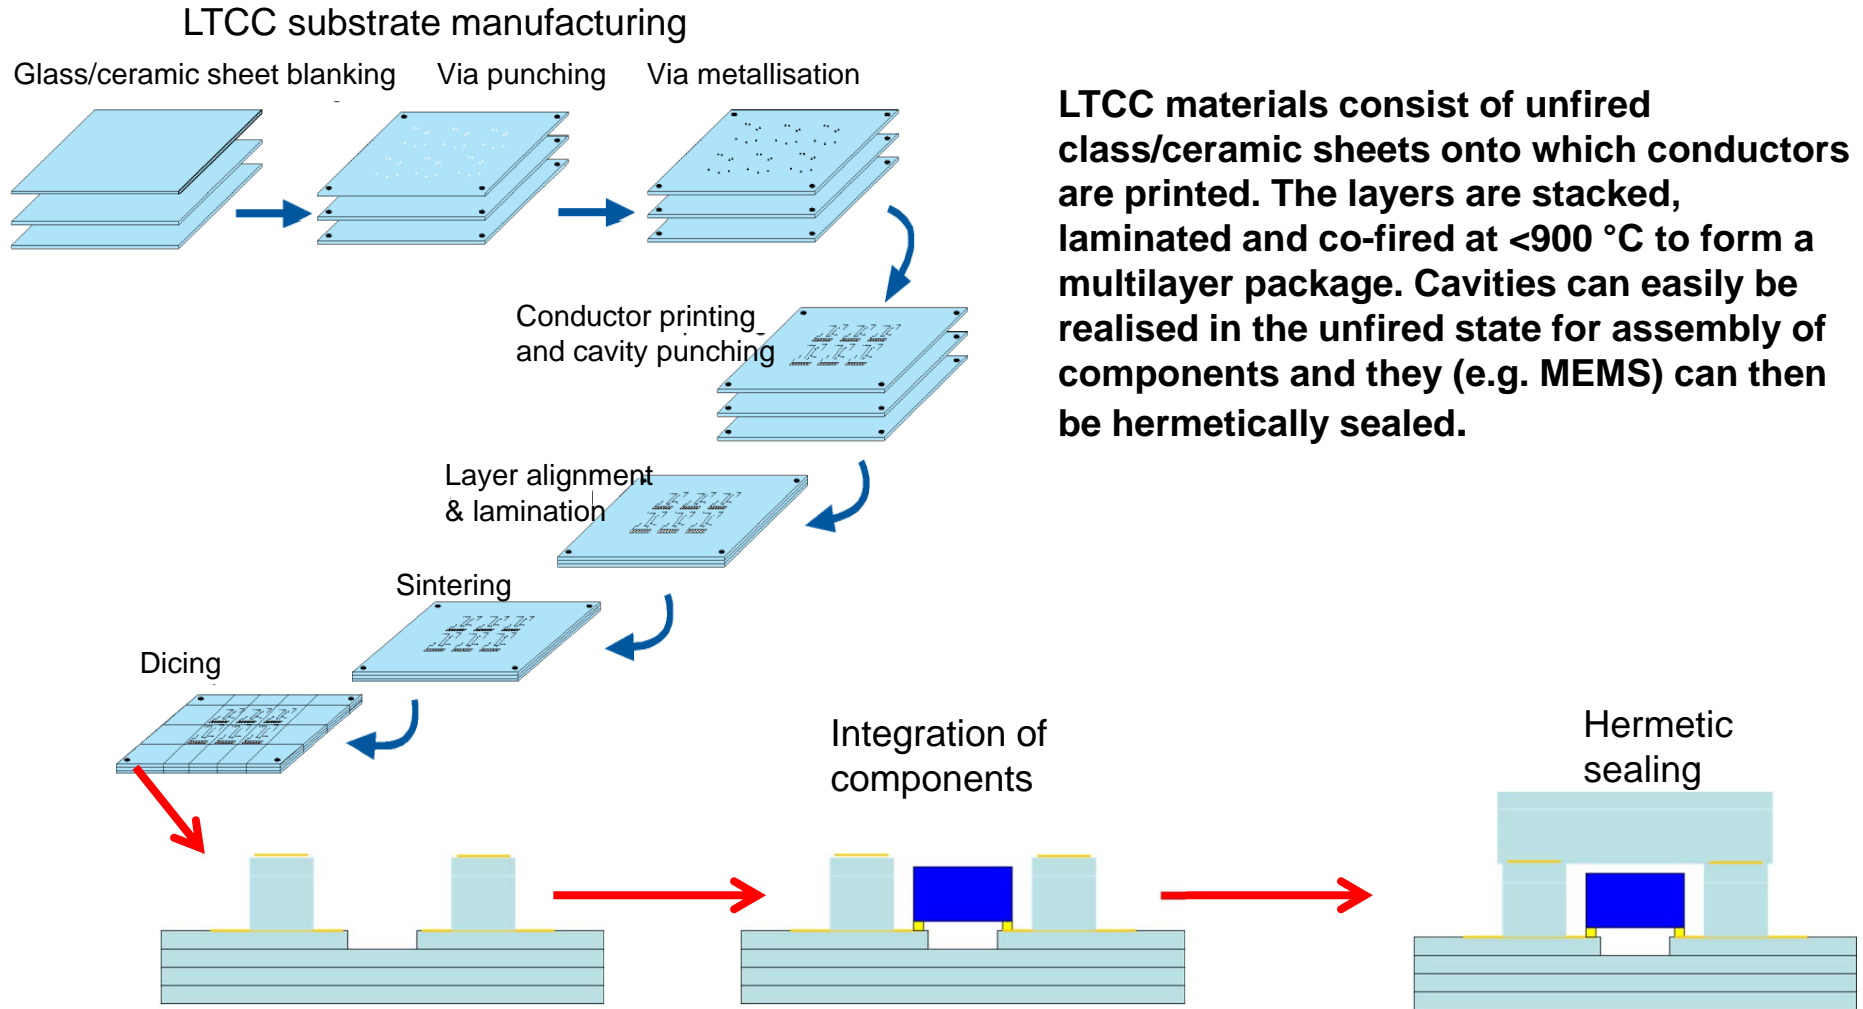 LTCC substrate manufacturing
Glass/ceramic sheet blanking
Via punching
Via metallisation
LTCC materials consist of unfired
class/ceramic sheets onto which conductors
are printed. The layers are stacked,
laminated and co-fired at <900 °C to form a
multilayer package. Cavities can easily be
realised in the unfired state for assembly of
components and they (e.g. MEMS) can then
be hermetically sealed.
Conductor printing
and cavity punching
Layer alignment
& lamination
Sintering
Dicing
Integration of
components
Hermetic
sealing